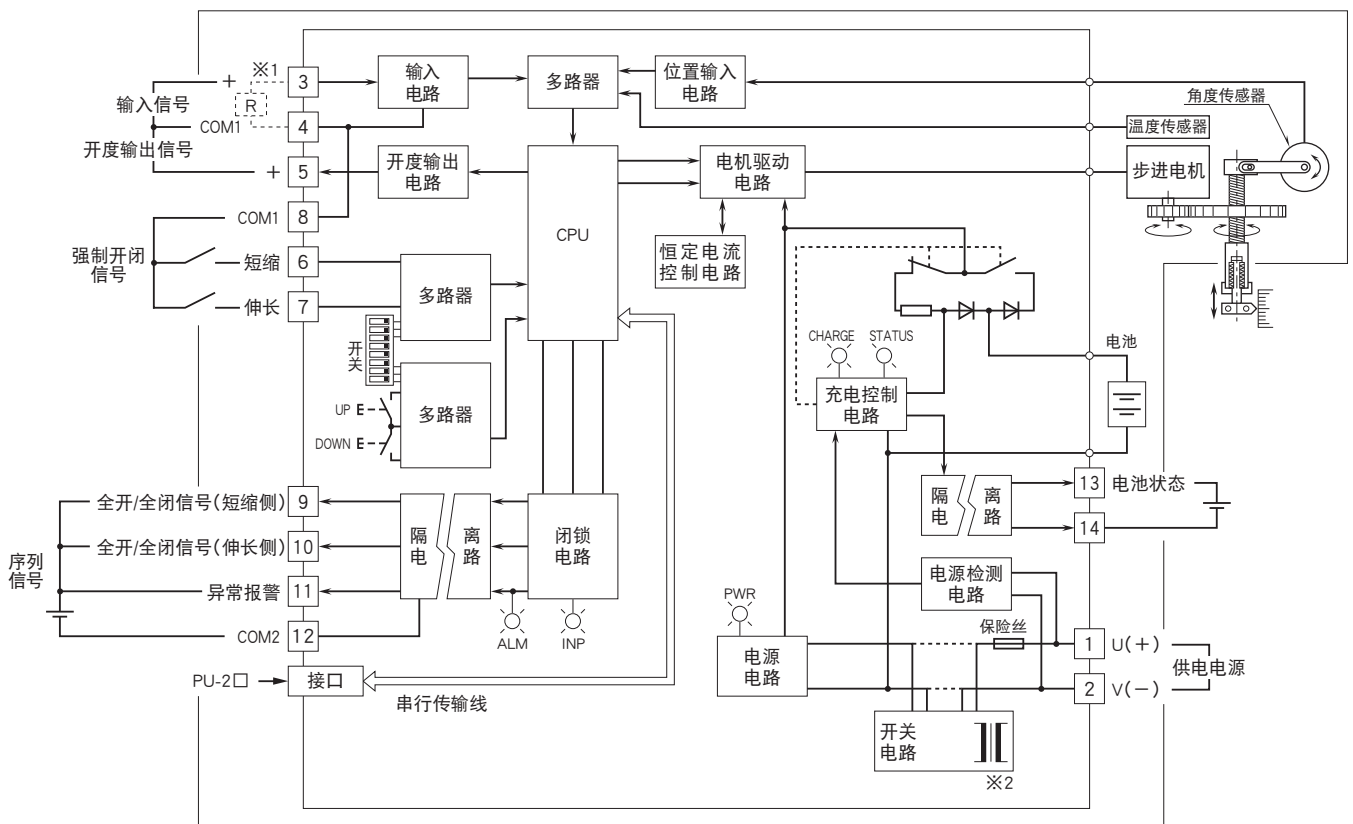 ※1
+
3
输入
电路
多路器
位置输入
电路
角度传感器
输入信号
R
COM1
4
温度传感器
开度输出信号
+
5
开度输出
电路
CPU
电机驱动
电路
步进电机
COM1
8
恒定电流
控制电路
强制开闭
信号
短缩
6
多路器
伸长
7
开关
CHARGE
STATUS
电池
充电控制
电路
UP
DOWN
多路器
全开/全闭信号(短缩侧)
9
隔 离
电 路
闭锁
电路
隔 离
电 路
13
电池状态
14
全开/全闭信号(伸长侧)
10
序列
信号
异常报警
11
电源检测
电路
COM2
12
ALM
INP
PWR
保险丝
1
U(+)
电源
电路
供电电源
PU-2□
接口
2
V(−)
串行传输线
开关
电路
※2